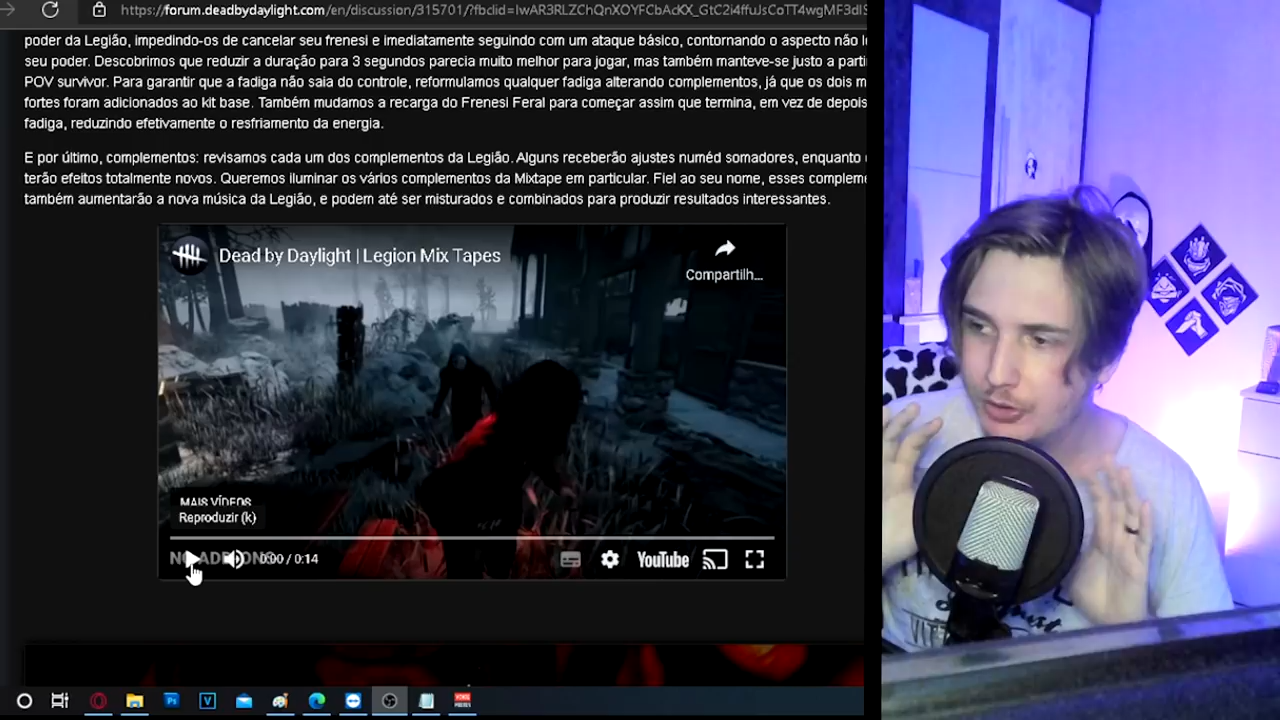 https://forum.deadbydaylight.com/en/discussion/315701/?fbclid=
poder da Legião, impedindo-os de cancelar seu frenesi e imediatamente seguindo com um ataque básico, contornando o aspecto não
seu poder. Descobrimos que reduzir a duração para 3 segundos parecia muito melhor para jogar, mas também manteve-se justo a
POV survivor. Para garantir que a fadiga não saia do controle, reformulamos qualquer fadiga alterando complementos, já que os dois
fortes foram adicionados ao kit base. Também mudamos a recarga do Frenesi Feral para começar assim que termina, em vez de depois
fadiga, reduzindo efetivamente o resfriamento da energia.
E por último, complementos: revisamos cada um dos complementos da Legião. Alguns receberão ajustes numéd somadores, enquanto
terão efeitos totalmente novos. Queremos iluminar os vários complementos da Mixtape em particular. Fiel ao seu nome, esses
também aumentarão a nova música da Legião, e podem até ser misturados e combinados para produzir resultados interessantes.
Dead by Daylight | Legion Mix Tapes
Compartilh...
MAIS VÍDEOS
Reproduzir (k)
0:00 / 0:14
YouTube